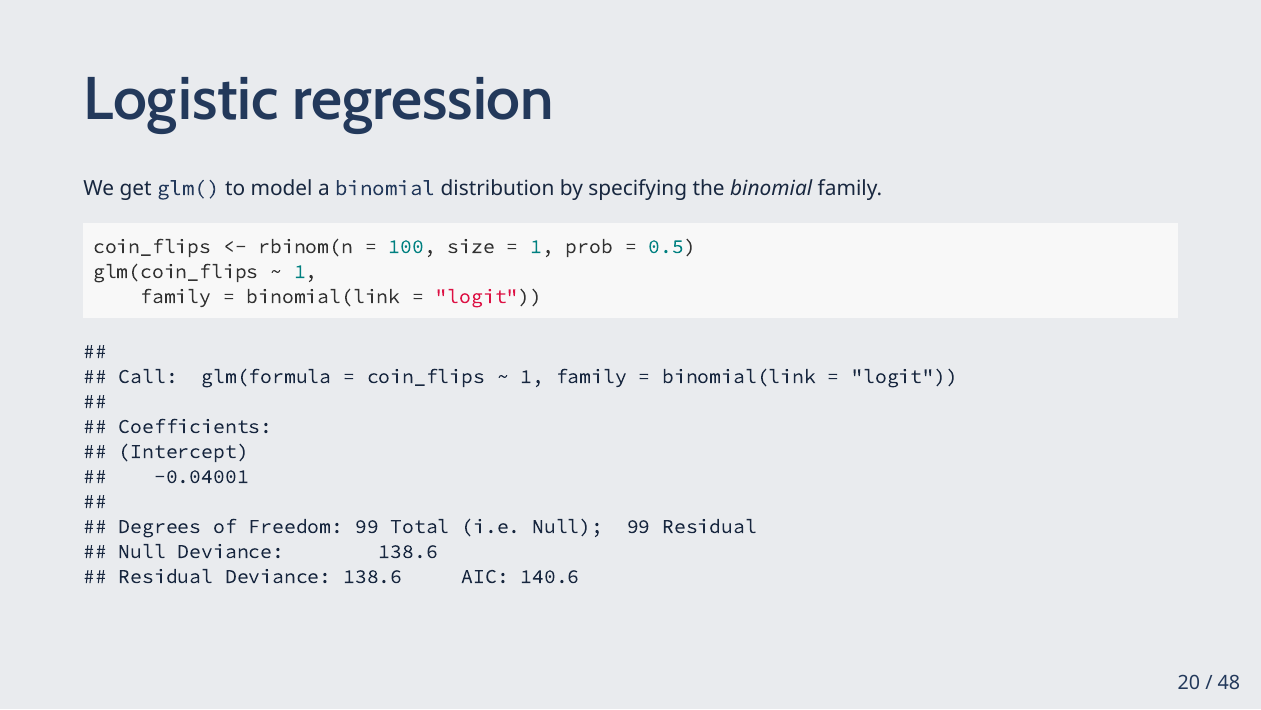 Logistic regression
We get glm() to model a binomial distribution by specifying the binomial family.
coin_flips <- rbinom(n = 100, size = 1, prob = 0.5)
glm(coin_flips ~ 1,
    family = binomial(link = "logit"))
##
## Call:  glm(formula = coin_flips ~ 1, family = binomial(link = "logit"))
##
## Coefficients:
## (Intercept)
##    -0.04001
##
## Degrees of Freedom: 99 Total (i.e. Null);  99 Residual
## Null Deviance:        138.6
## Residual Deviance: 138.6     AIC: 140.6
20 / 48